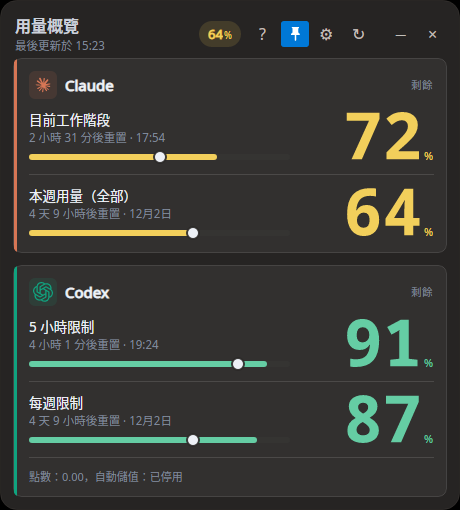 用量概覽
最後更新於 15:23
64%
?
Claude
剩餘
目前工作階段
2 小時 31 分後重置 · 17:54
72%
本週用量（全部）
4 天 9 小時後重置 · 12月2日
64%
Codex
剩餘
5 小時限制
4 小時 1 分後重置 · 19:24
91%
每週限制
4 天 9 小時後重置 · 12月2日
87%
點數：0.00，自動儲值：已停用